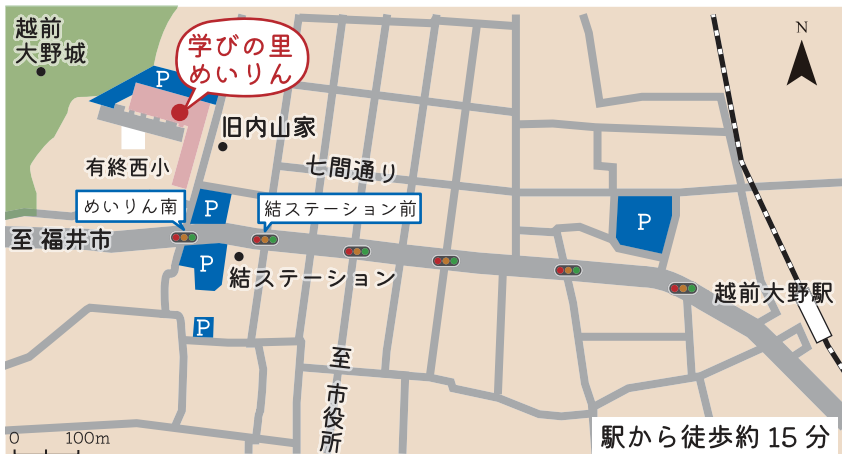 越前
大野城
P
学びの里
めいりん
N
旧内山家
有終西小
七間通り
めいりん南
P
結ステーション前
P
至 福井市
P
結ステーション
越前大野駅
P
至 市役所
駅から徒歩約 15 分
0 100m